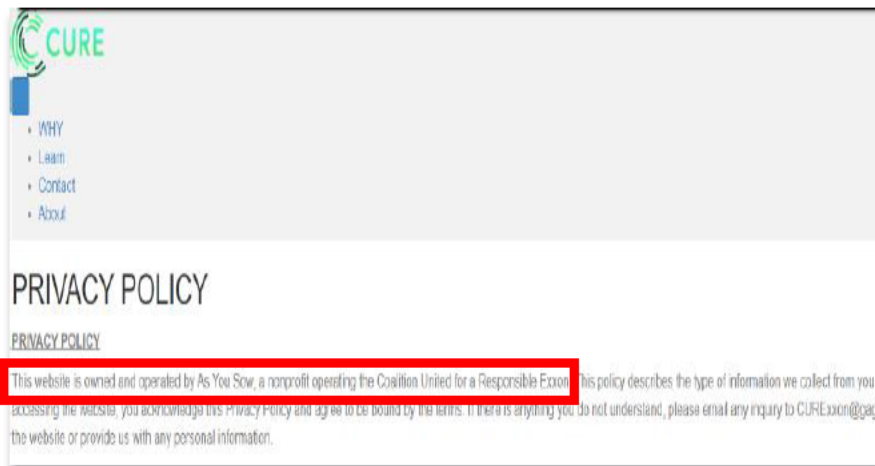 CURE
WHY
Learn
Contact
About
PRIVACY POLICY
PRIVACY POLICY
This website is owned and operated by As You Sow, a nonprofit operating the Coalition United for a Responsible Exxon. This policy describes the type of information we collect from you
accessing the website, you acknowledge this Privacy Policy and agree to be bound by the terms. If there is anything you do not understand, please email any inquiry to CURExxon@gag
the website or provide us with any personal information.